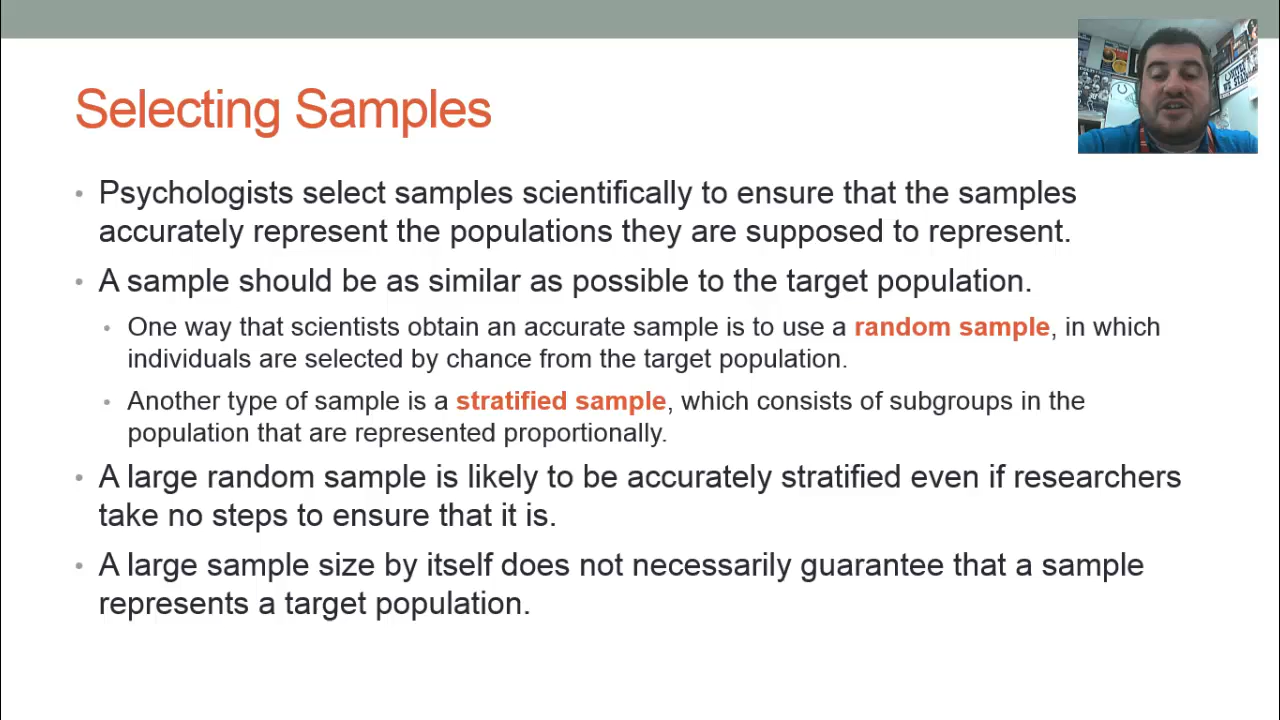 Selecting Samples
• Psychologists select samples scientifically to ensure that the samples
accurately represent the populations they are supposed to represent.
• A sample should be as similar as possible to the target population.
• One way that scientists obtain an accurate sample is to use a random sample, in which
individuals are selected by chance from the target population.
• Another type of sample is a stratified sample, which consists of subgroups in the
population that are represented proportionally.
• A large random sample is likely to be accurately stratified even if researchers
take no steps to ensure that it is.
• A large sample size by itself does not necessarily guarantee that a sample
represents a target population.